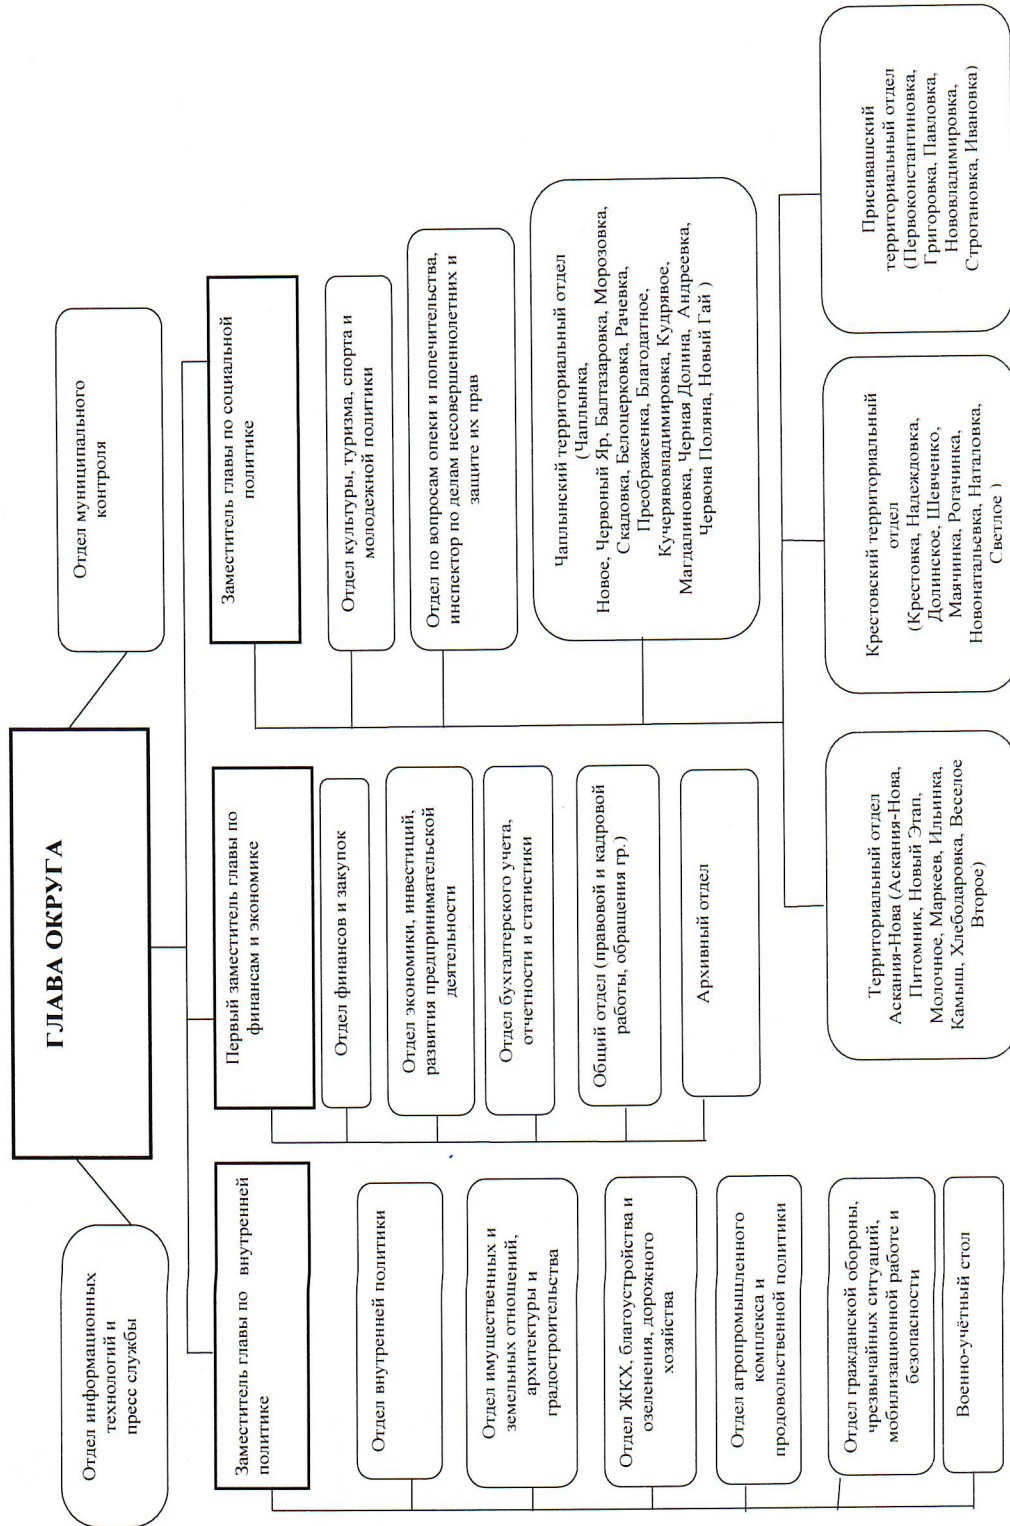 ГЛАВА ОКРУГА
Отдел информационных
технологий и
пресс службы
Отдел муниципального
контроля
Заместитель главы по внутренней
политике
Отдел внутренней политики
Отдел имущественных и
земельных отношений,
архитектуры и
градостроительства
Отдел ЖКХ, благоустройства и
озеленения, дорожного
хозяйства
Отдел агропромышленного
комплекса и
продовольственной политики
Отдел гражданской обороны,
чрезвычайных ситуаций,
мобилизационной работе и
безопасности
Военно-учётный стол
Первый заместитель главы по
финансам и экономике
Отдел финансов и закупок
Отдел экономики, инвестиций,
развития предпринимательской
деятельности
Отдел бухгалтерского учета,
отчетности и статистики
Общий отдел (правовой и кадровой
работы, обращения гр.)
Архивный отдел
Заместитель главы по социальной
политике
Отдел культуры, туризма, спорта и
молодежной политики
Отдел по вопросам опеки и попечительства,
инспектор по делам несовершеннолетних и
защите их прав
Чаплынский территориальный отдел
(Чаплынка,
Новое, Червоный Яр, Балтазаровка, Морозовка,
Скадовка, Белоцерковка, Рачевка,
Преображенка, Благодатное,
Кучерявовладимировка, Кудрявое,
Магдалиновка, Черная Долина, Андреевка,
Червона Поляна, Новый Гай )
Территориальный отдел
Аскания-Нова (Аскания-Нова,
Питомник, Новый Этап,
Молочное, Маркеев, Ильинка,
Камыш, Хлебодаровка, Веселое
Второе)
Крестовский территориальный
отдел
(Крестовка, Надеждовка,
Долинское, Шевченко,
Маячинка, Рогачинка,
Новонатальевка, Наталовка,
Светлое )
Присивашский
территориальный отдел
(Первоконстантиновка,
Григоровка, Павловка,
Нововладимировка,
Строгановка, Ивановка)